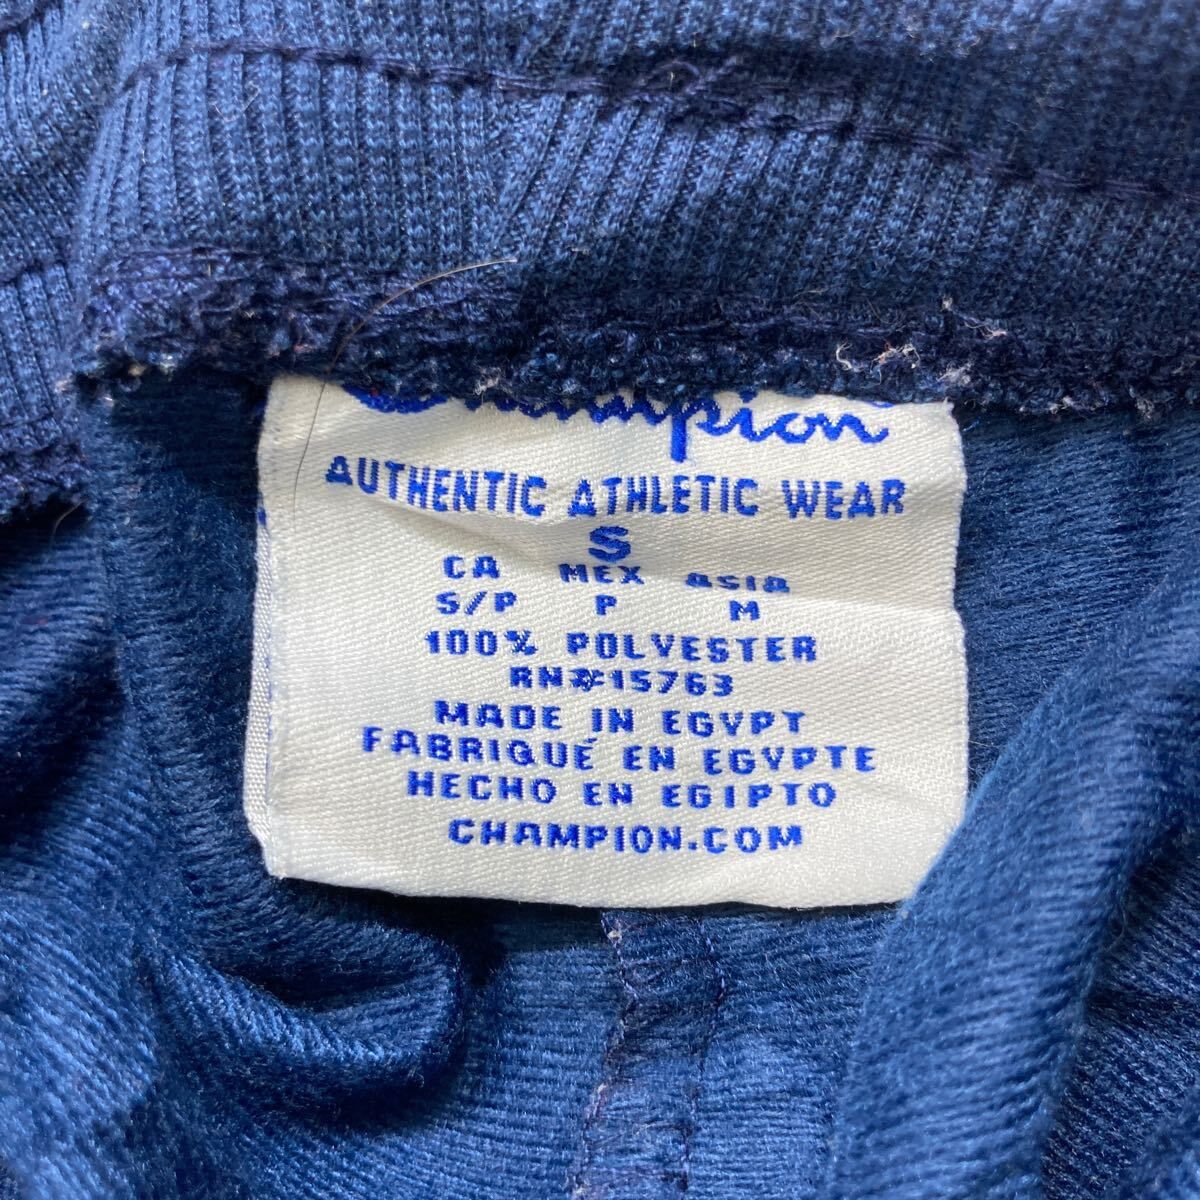 Champion
AUTHENTIC ATHLETIC WEAR
S
CA MEX ASIA
S/P P M
100% POLYESTER
RN#15763
MADE IN EGYPT
FABRIQUÉ EN EGYPTE
HECHO EN EGIPTO
CHAMPION.COM